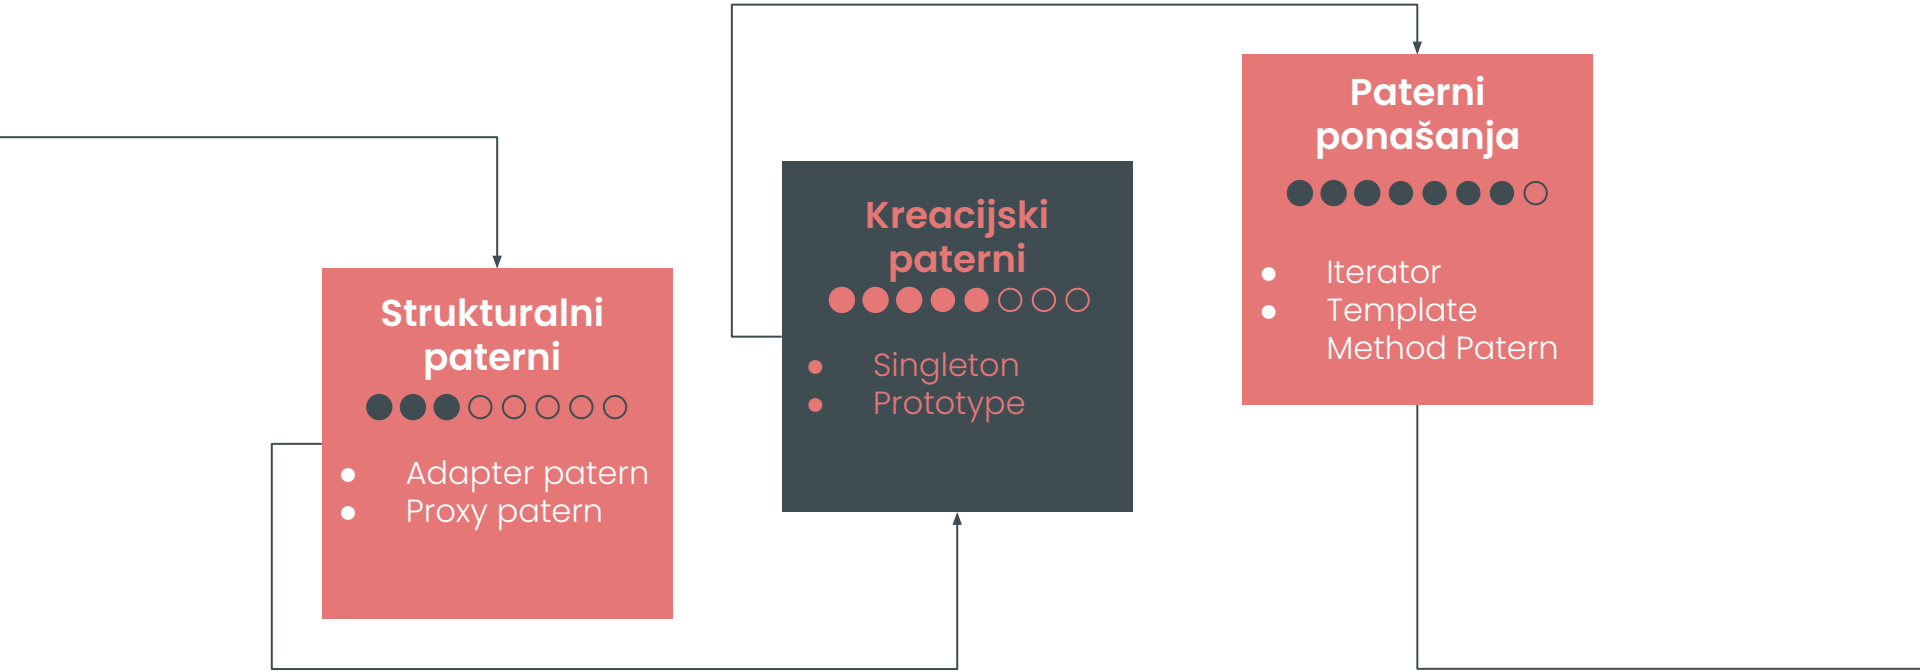 Strukturalni
paterni
Adapter patern
Proxy patern
Kreacijski
paterni
Singleton
Prototype
Paterni
ponašanja
Iterator
Template
Method Patern